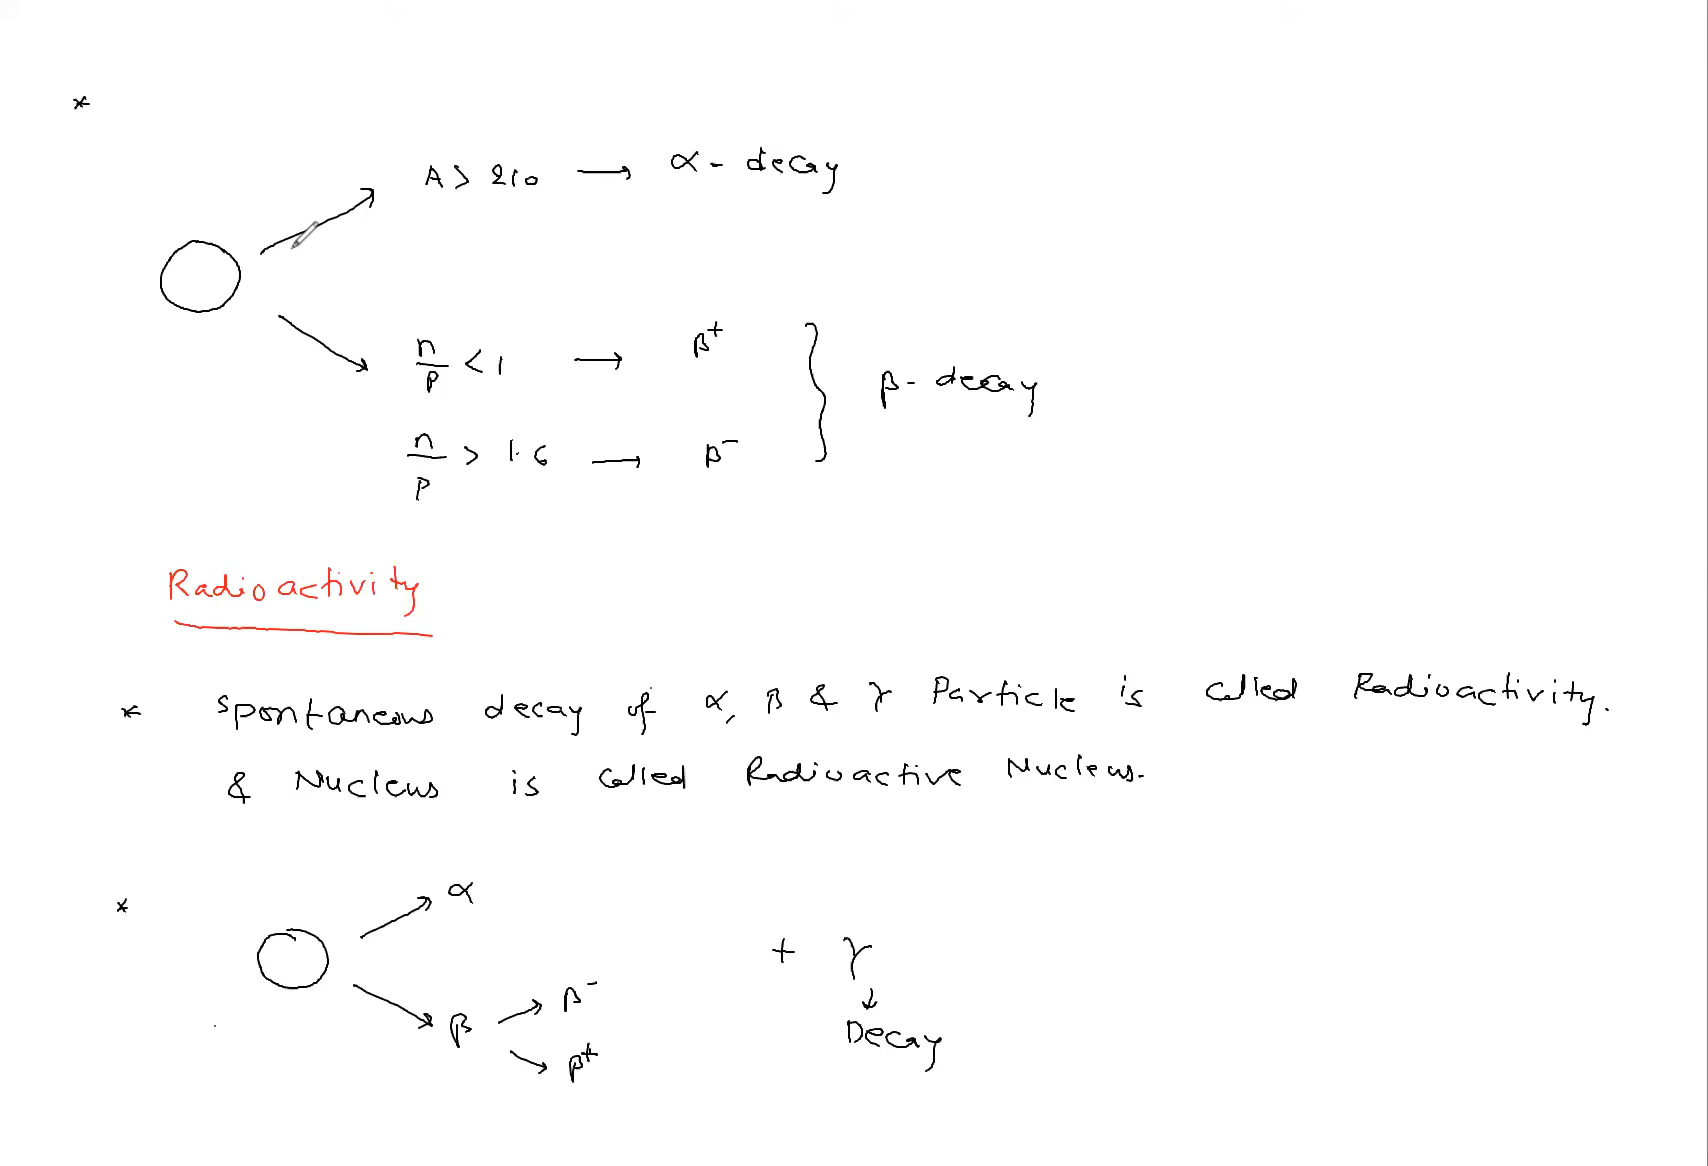 *
A > 210 → α - decay
n/p < 1 → β⁺
β - decay
n/p > 1.6 → β⁻
Radioactivity
* Spontaneous decay of α, β & γ Particle is called Radioactivity.
& Nucleus is called Radioactive Nucleus.
*
α
+ γ
β⁻
β
Decay
β⁺